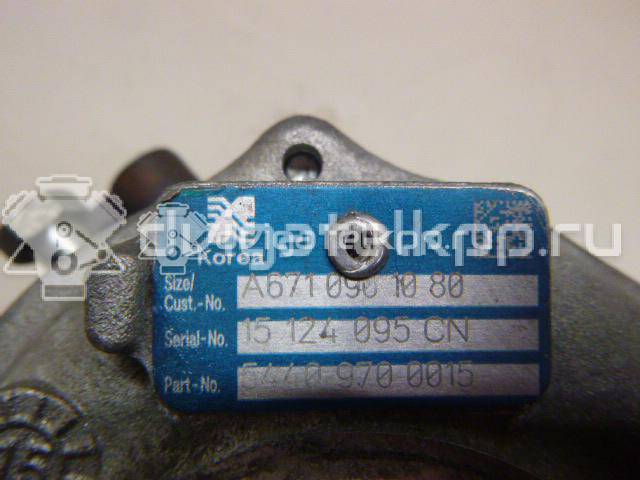 Korea
Size/
Cust.-No. A671 090 10 80
Serial-No. 15 124 095 CN
Part-No. 5440 970 0015